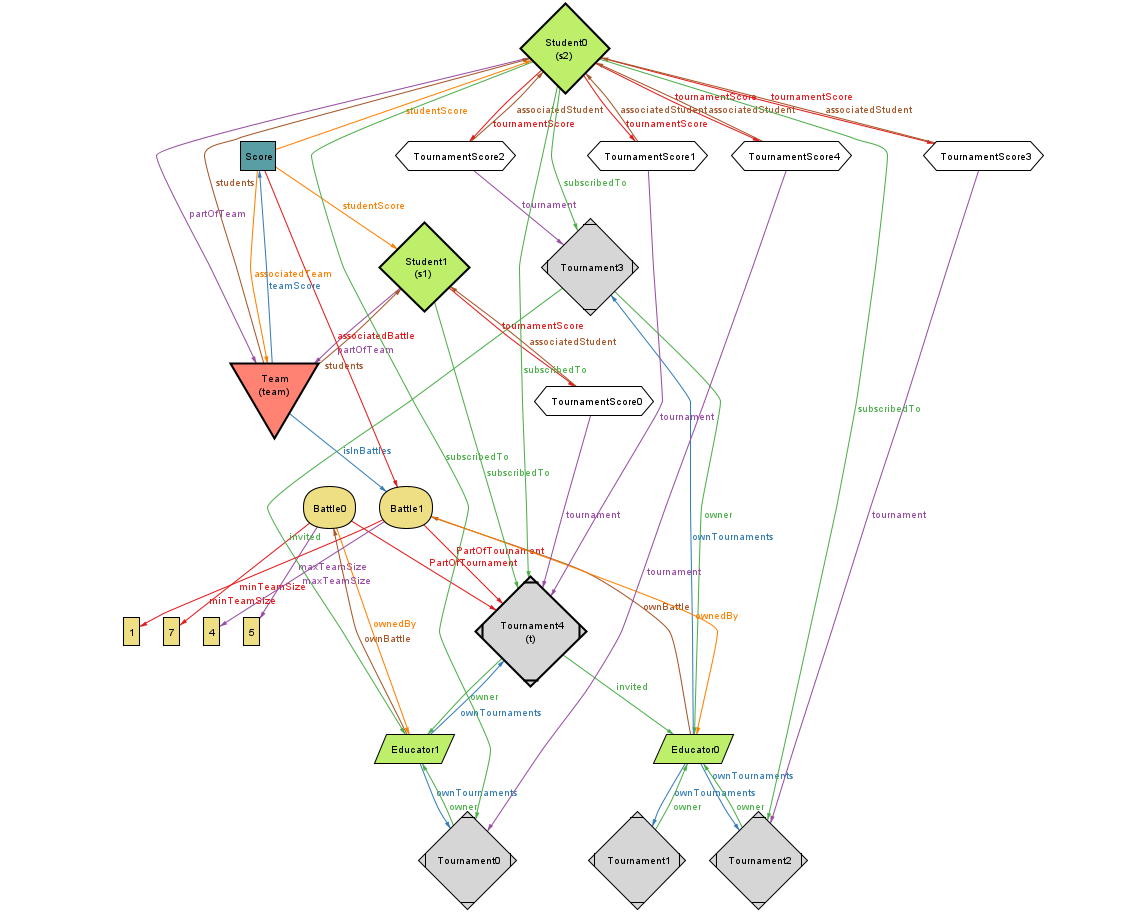 Student0
(s2)
tournamentScore
tournamentScore
studentScore
associatedStudent
associatedStudent
associatedStudent
associatedStudent
tournamentScore
tournamentScore
Score
TournamentScore2
TournamentScore1
TournamentScore4
TournamentScore3
students
subscribedTo
studentScore
tournament
partOfTeam
Student1
(s1)
Tournament3
associatedTeam
teamScore
tournamentScore
associatedBattle
associatedStudent
partOfTeam
students
subscribedTo
Team
(team)
TournamentScore0
subscribedTo
tournament
isInBattles
subscribedTo
subscribedTo
Battle0
Battle1
tournament
owner
tournament
invited
ownTournaments
PartOfTournament
PartOfTournament
maxTeamSize
maxTeamSize
tournament
minTeamSize
minTeamSize
ownBattle
ownedBy
ownedBy
1
7
4
5
Tournament4
(t)
ownBattle
invited
owner
ownTournaments
Educator1
Educator0
ownTournaments
ownTournaments
ownTournaments
owner
owner
owner
Tournament0
Tournament1
Tournament2